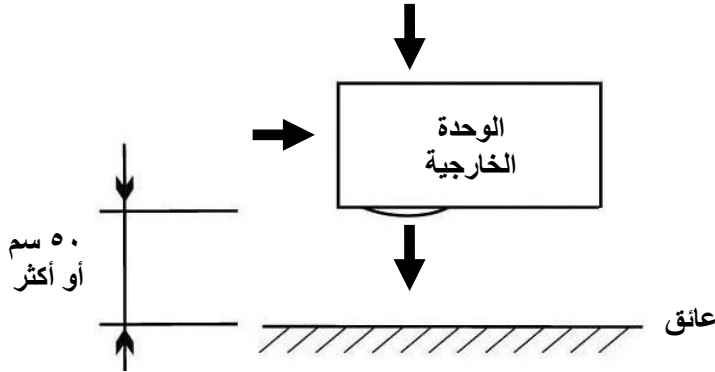 الوحدة
الخارجية
٥٠ سم
أو أكثر
عائق